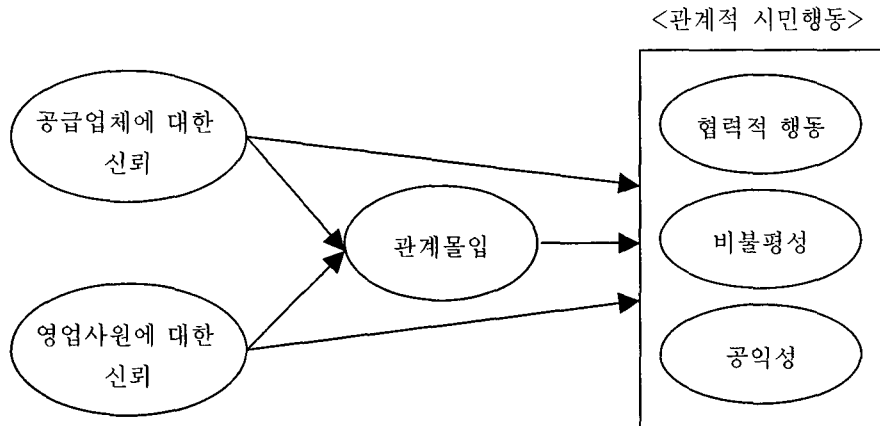 <관계적 시민행동>
공급업체에 대한
신뢰
협력적 행동
관계몰입
비불평성
영업사원에 대한
신뢰
공익성